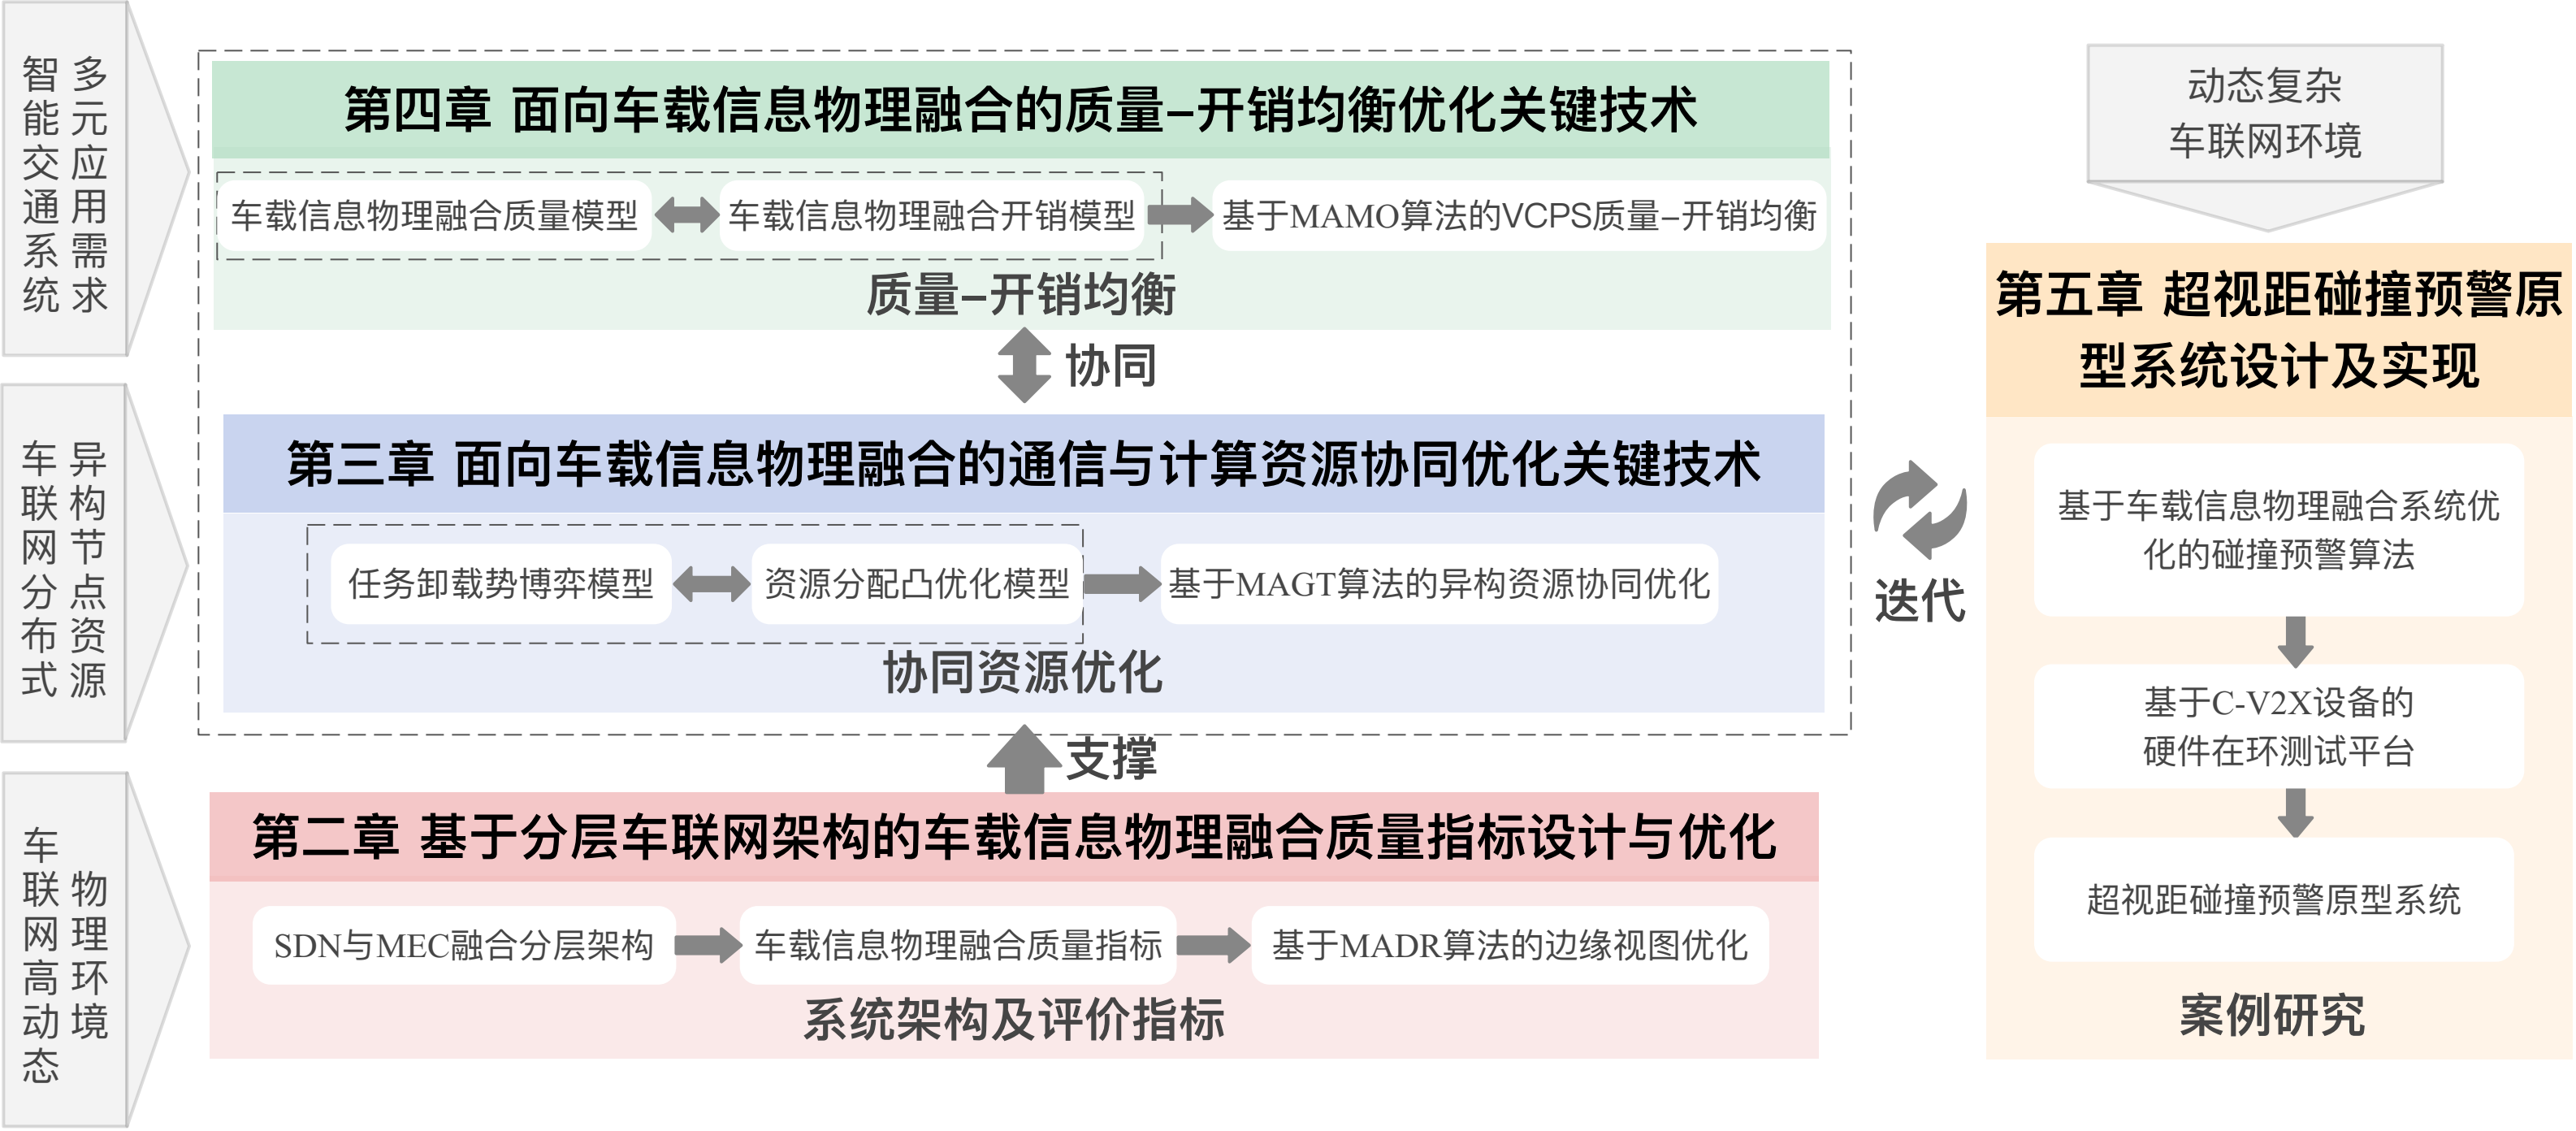 智能交通系统
多元应用需求
第四章 面向车载信息物理融合的质量–开销均衡优化关键技术
车载信息物理融合质量模型
车载信息物理融合开销模型
基于MAMO算法的VCPS质量–开销均衡
质量–开销均衡
协同
车联网分布式
异构节点资源
第三章 面向车载信息物理融合的通信与计算资源协同优化关键技术
任务卸载势博弈模型
资源分配凸优化模型
基于MAGT算法的异构资源协同优化
协同资源优化
支撑
车联网高动态
物理环境
第二章 基于分层车联网架构的车载信息物理融合质量指标设计与优化
SDN与MEC融合分层架构
车载信息物理融合质量指标
基于MADR算法的边缘视图优化
系统架构及评价指标
迭代
动态复杂
车联网环境
第五章 超视距碰撞预警原
型系统设计及实现
基于车载信息物理融合系统优
化的碰撞预警算法
基于C-V2X设备的
硬件在环测试平台
超视距碰撞预警原型系统
案例研究